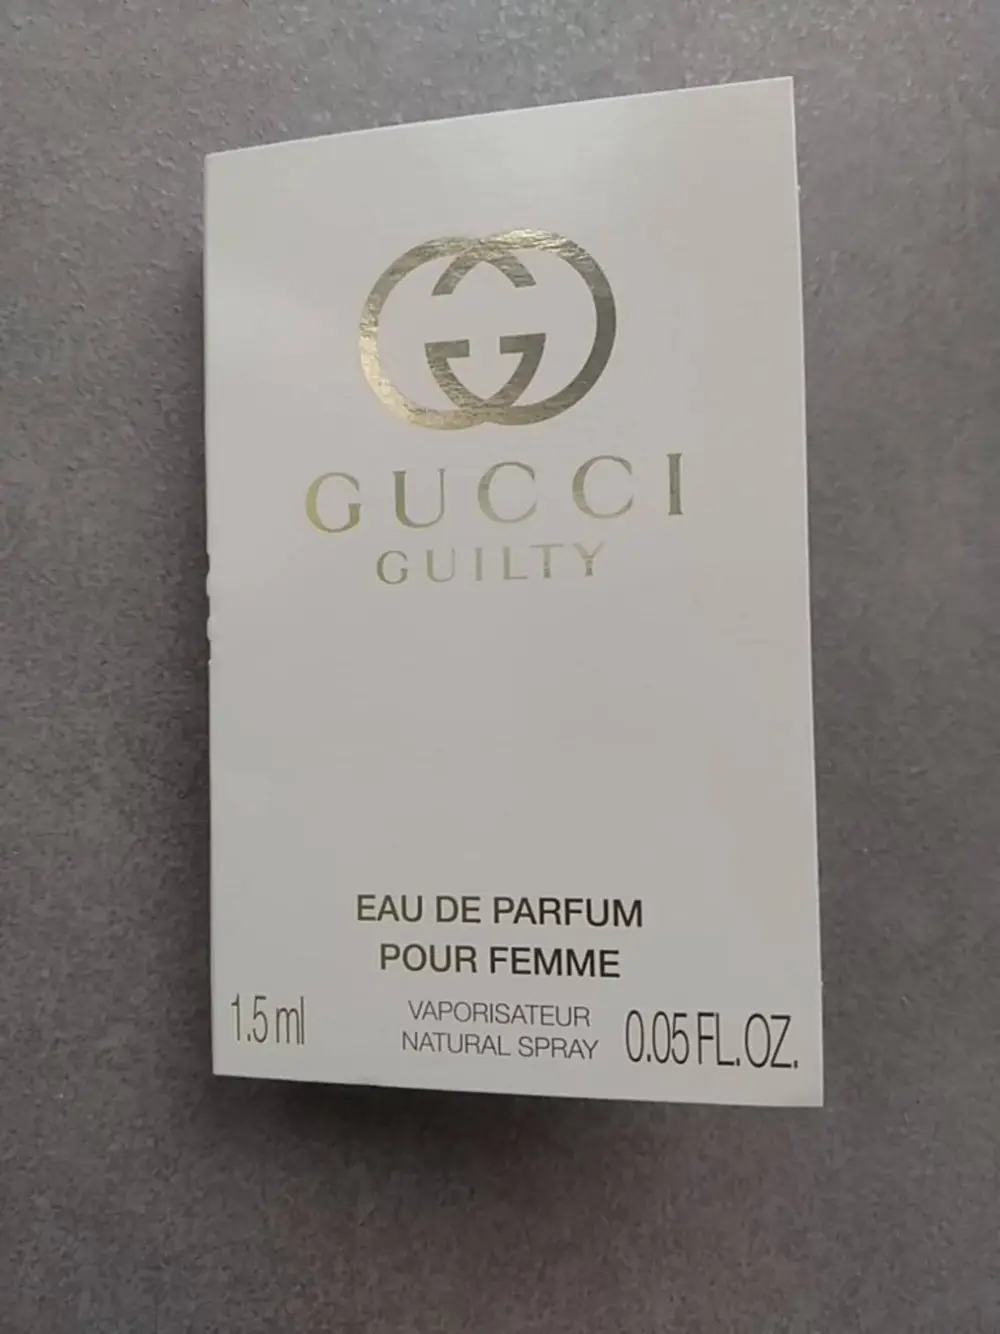 GUCCI
GUILTY
EAU DE PARFUM
POUR FEMME
1.5 ml
VAPORISATEUR
NATURAL SPRAY
0.05 FL.OZ.